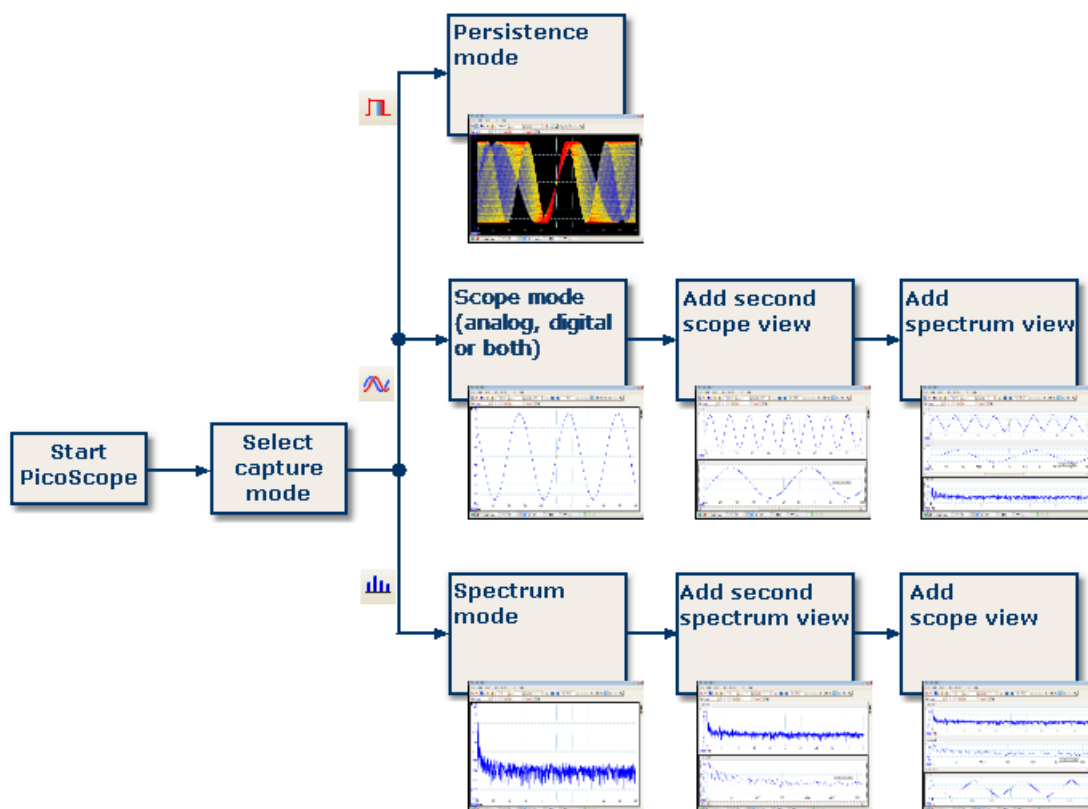 Persistence
mode
Scope mode
(analog, digital
or both)
Add second
scope view
Add
spectrum view
Start
PicoScope
Select
capture
mode
Spectrum
mode
Add second
spectrum view
Add
scope view